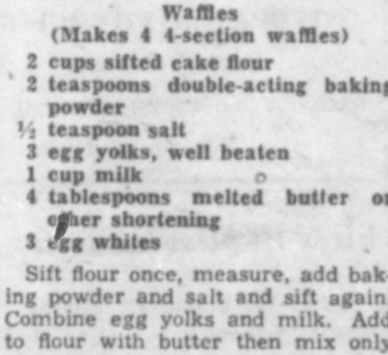 Waffles
(Makes 4 4-section waffles)
2 cups sifted cake flour
2 teaspoons double-acting baking
powder
½ teaspoon salt
3 egg yolks, well beaten
1 cup milk
4 tablespoons melted butter or
other shortening
3 egg whites
Sift flour once, measure, add bak-
ing powder and salt and sift again.
Combine egg yolks and milk. Add
to flour with butter then mix only